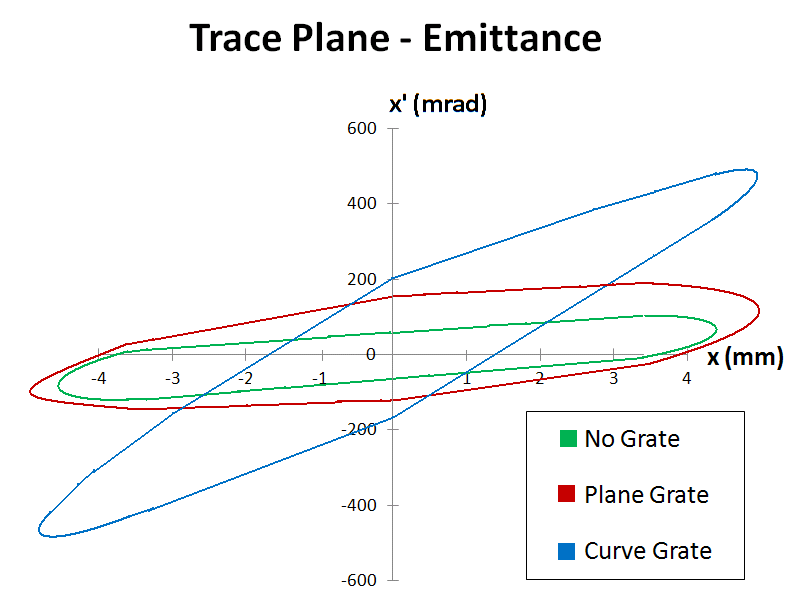 Trace Plane - Emittance
x' (mrad)
600
400
200
0
-200
-400
-600
-4 -3 -2 -1 1 2 3 4
x (mm)
No Grate
Plane Grate
Curve Grate